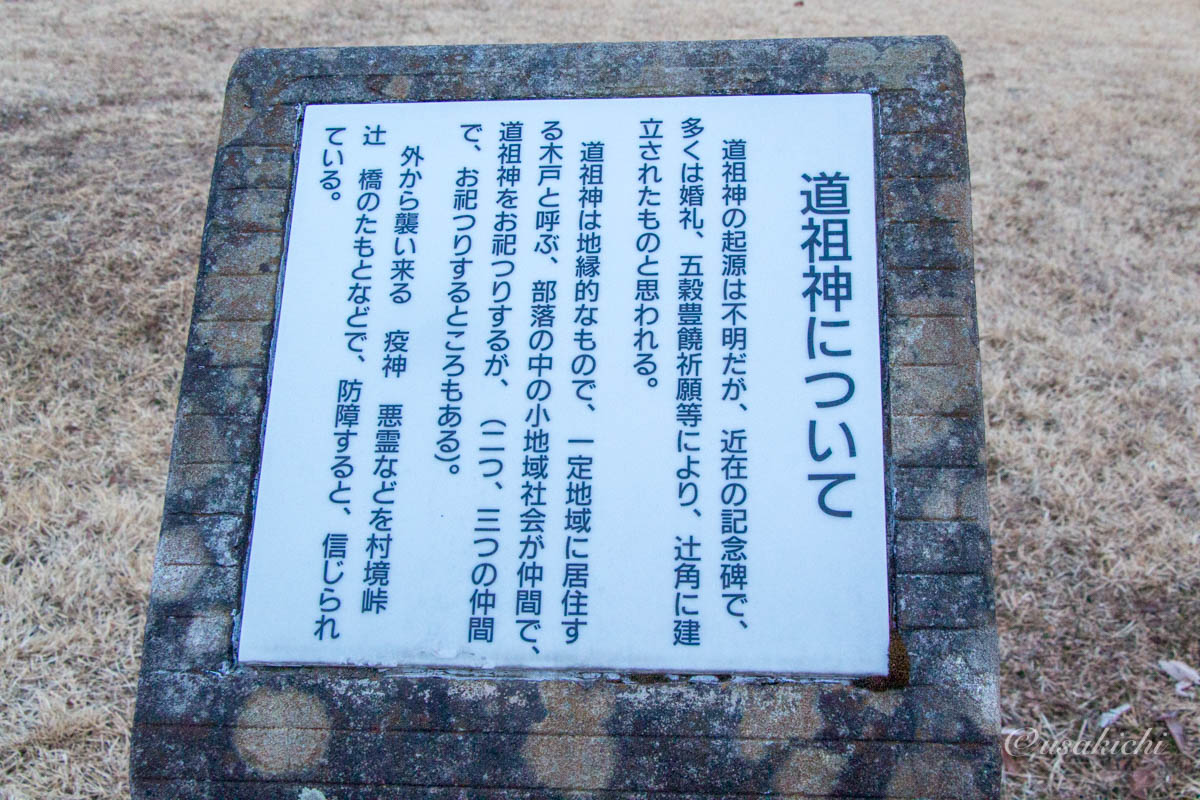 道祖神について
道祖神の起源は不明だが、近在の記念碑で、
多くは婚礼、五穀豊饒祈願等により、辻角に建
立されたものと思われる。
道祖神は地縁的なもので、一定地域に居住す
る木戸と呼ぶ、部落の中の小地域社会が仲間で、
道祖神をお祀つりするが、（二つ、三つの仲間
で、お祀つりするところもある）。
外から襲い来る　疫神　悪霊などを村境峠
辻　橋のたもとなどで、防障すると、信じられ
ている。
©usakichi